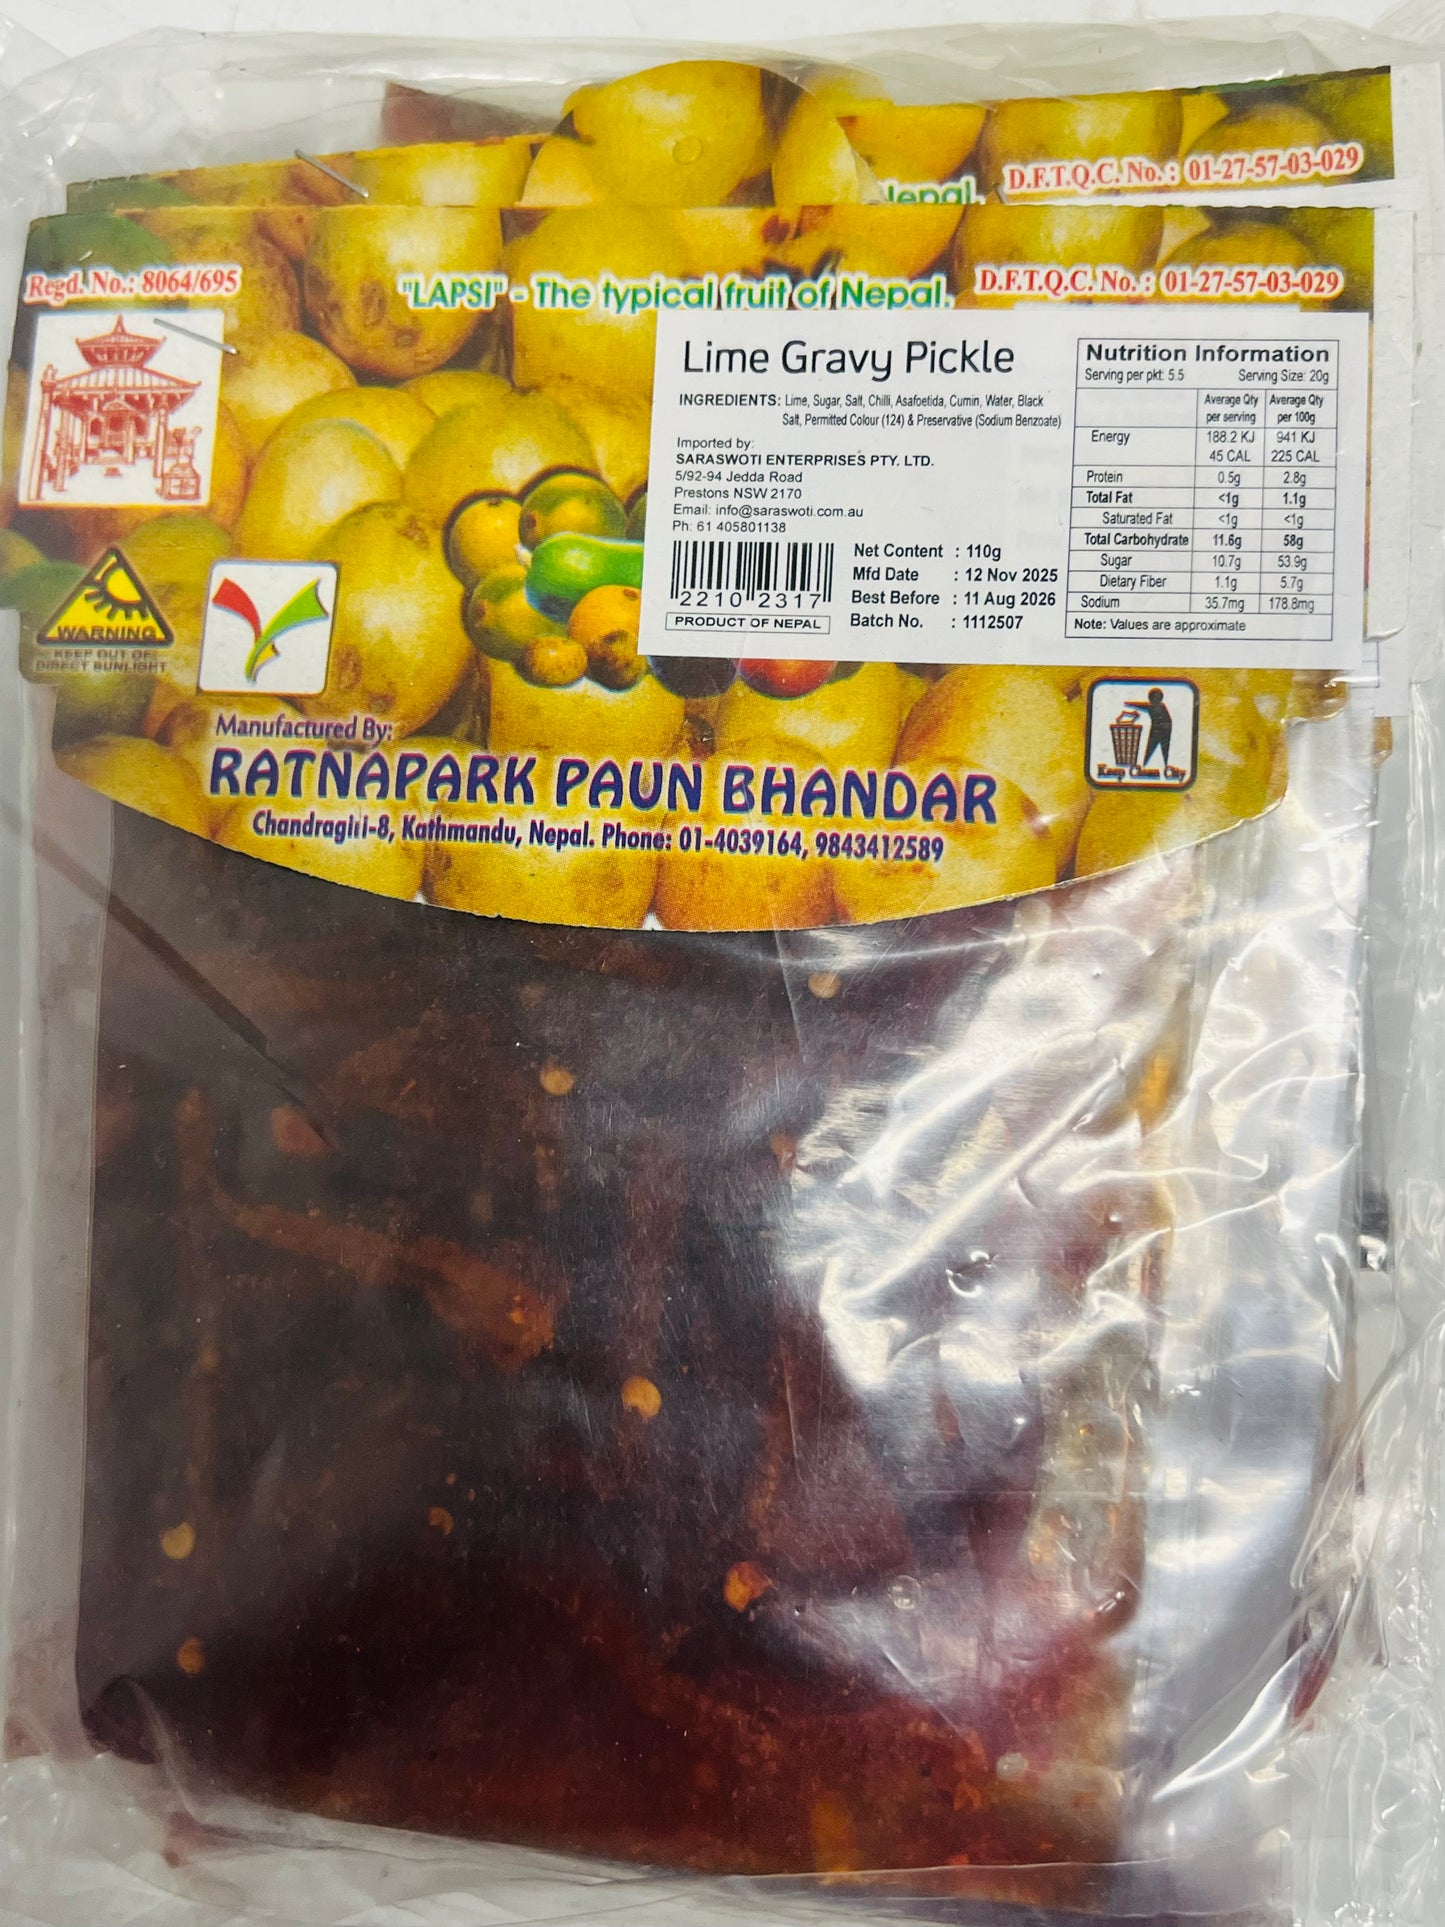 Nepal.
D.F.T.Q.C. No. : 01-27-57-03-029
Regd. No.: 8064/695
"LAPSI" - The typical fruit of Nepal.
D.F.T.Q.C. No. : 01-27-57-03-029
Lime Gravy Pickle
INGREDIENTS: Lime, Sugar, Salt, Chilli, Asafoetida, Cumin, Water, Black
Salt, Permitted Colour (124) & Preservative (Sodium Benzoate)
Imported by:
SARASWOTI ENTERPRISES PTY. LTD.
5/92-94 Jedda Road
Prestons NSW 2170
Email: info@saraswoti.com.au
Ph: 61 405801138
2210 2317
PRODUCT OF NEPAL
Net Content : 110g
Mfd Date : 12 Nov 2025
Best Before : 11 Aug 2026
Batch No. : 1112507
Nutrition Information
Serving per pkt: 5.5 Serving Size: 20g
Average Qty per serving Average Qty per 100g
Energy 188.2 KJ 941 KJ
45 CAL 225 CAL
Protein 0.5g 2.8g
Total Fat <1g 1.1g
Saturated Fat <1g <1g
Total Carbohydrate 11.6g 58g
Sugar 10.7g 53.9g
Dietary Fiber 1.1g 5.7g
Sodium 35.7mg 178.8mg
Note: Values are approximate
WARNING
KEEP OUT OF
DIRECT SUNLIGHT
Keep Clean City
Manufactured By:
RATNAPARK PAUN BHANDAR
Chandragiri-8, Kathmandu, Nepal. Phone: 01-4039164, 9843412589